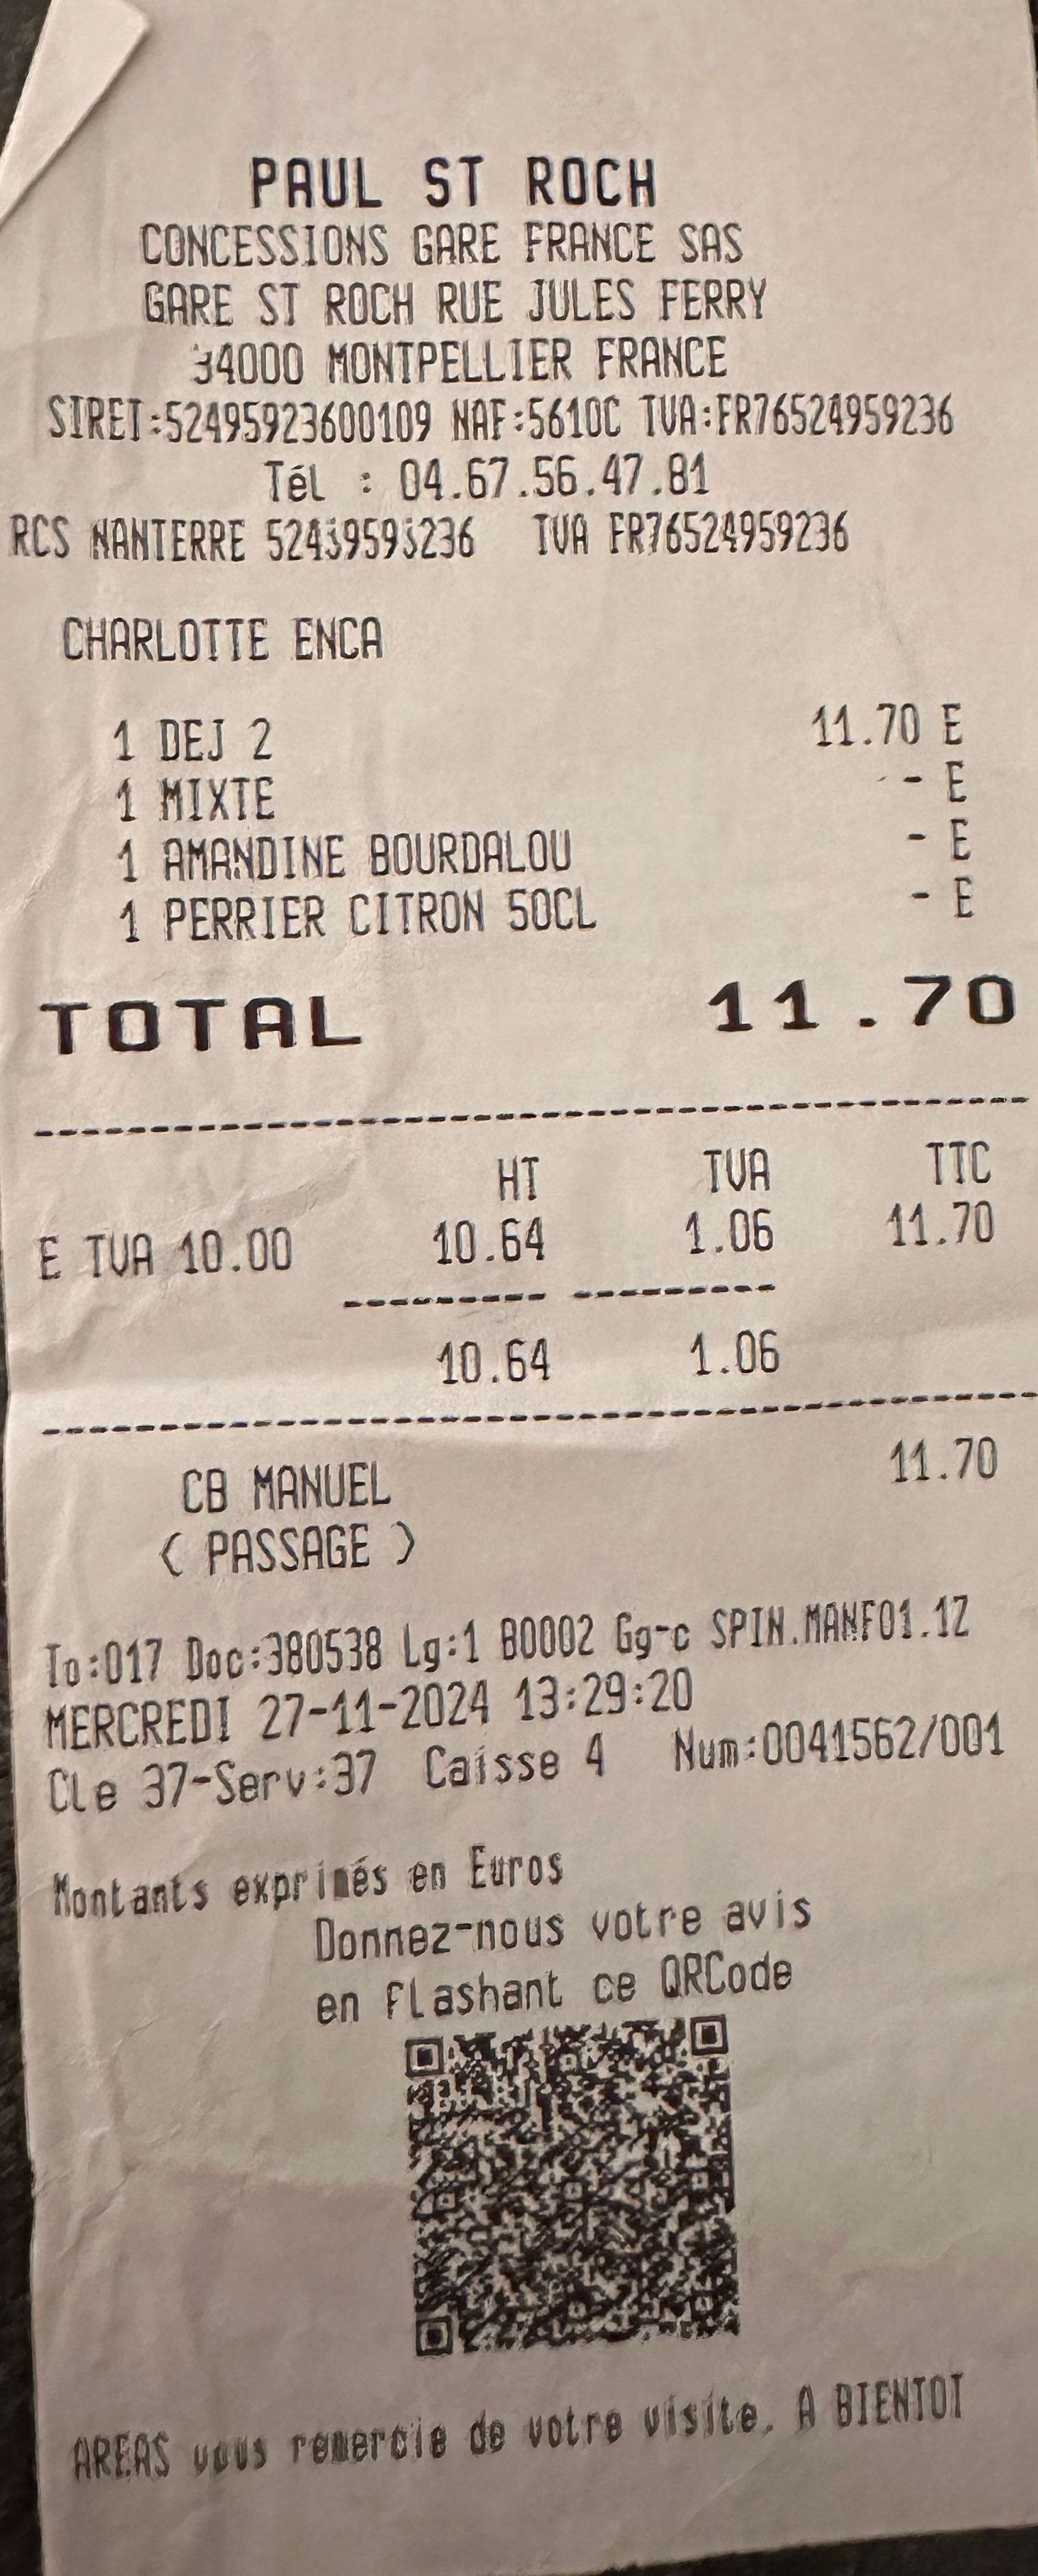 PAUL ST ROCH
CONCESSIONS GARE FRANCE SAS
GARE ST ROCH RUE JULES FERRY
34000 MONTPELLIER FRANCE
SIRET:52495923600109 NAF:5610C TVA:FR76524959236
Tél : 04.67.56.47.81
RCS NANTERRE TVA FR76524959236
CHARLOTTE ENCA
1 DEJ 2 11.70 E
1 MIXTE - E
1 AMANDINE BOURDALOU - E
1 PERRIER CITRON 50CL - E
TOTAL 11.70
HT TVA TTC
E TVA 10.00 10.64 1.06 11.70
10.64 1.06
CB MANUEL 11.70
( PASSAGE )
To:017 Doc:380538 Lg:1 B0002 Gg-c SPIN.MANF01.1Z
MERCREDI 27-11-2024 13:29:20
Cle 37-Serv:37 Caisse 4 Num:0041562/001
Montants exprimés en Euros
Donnez-nous votre avis
en flashant ce QRCode
AREAS vous remercie de votre visite. A BIENTOT